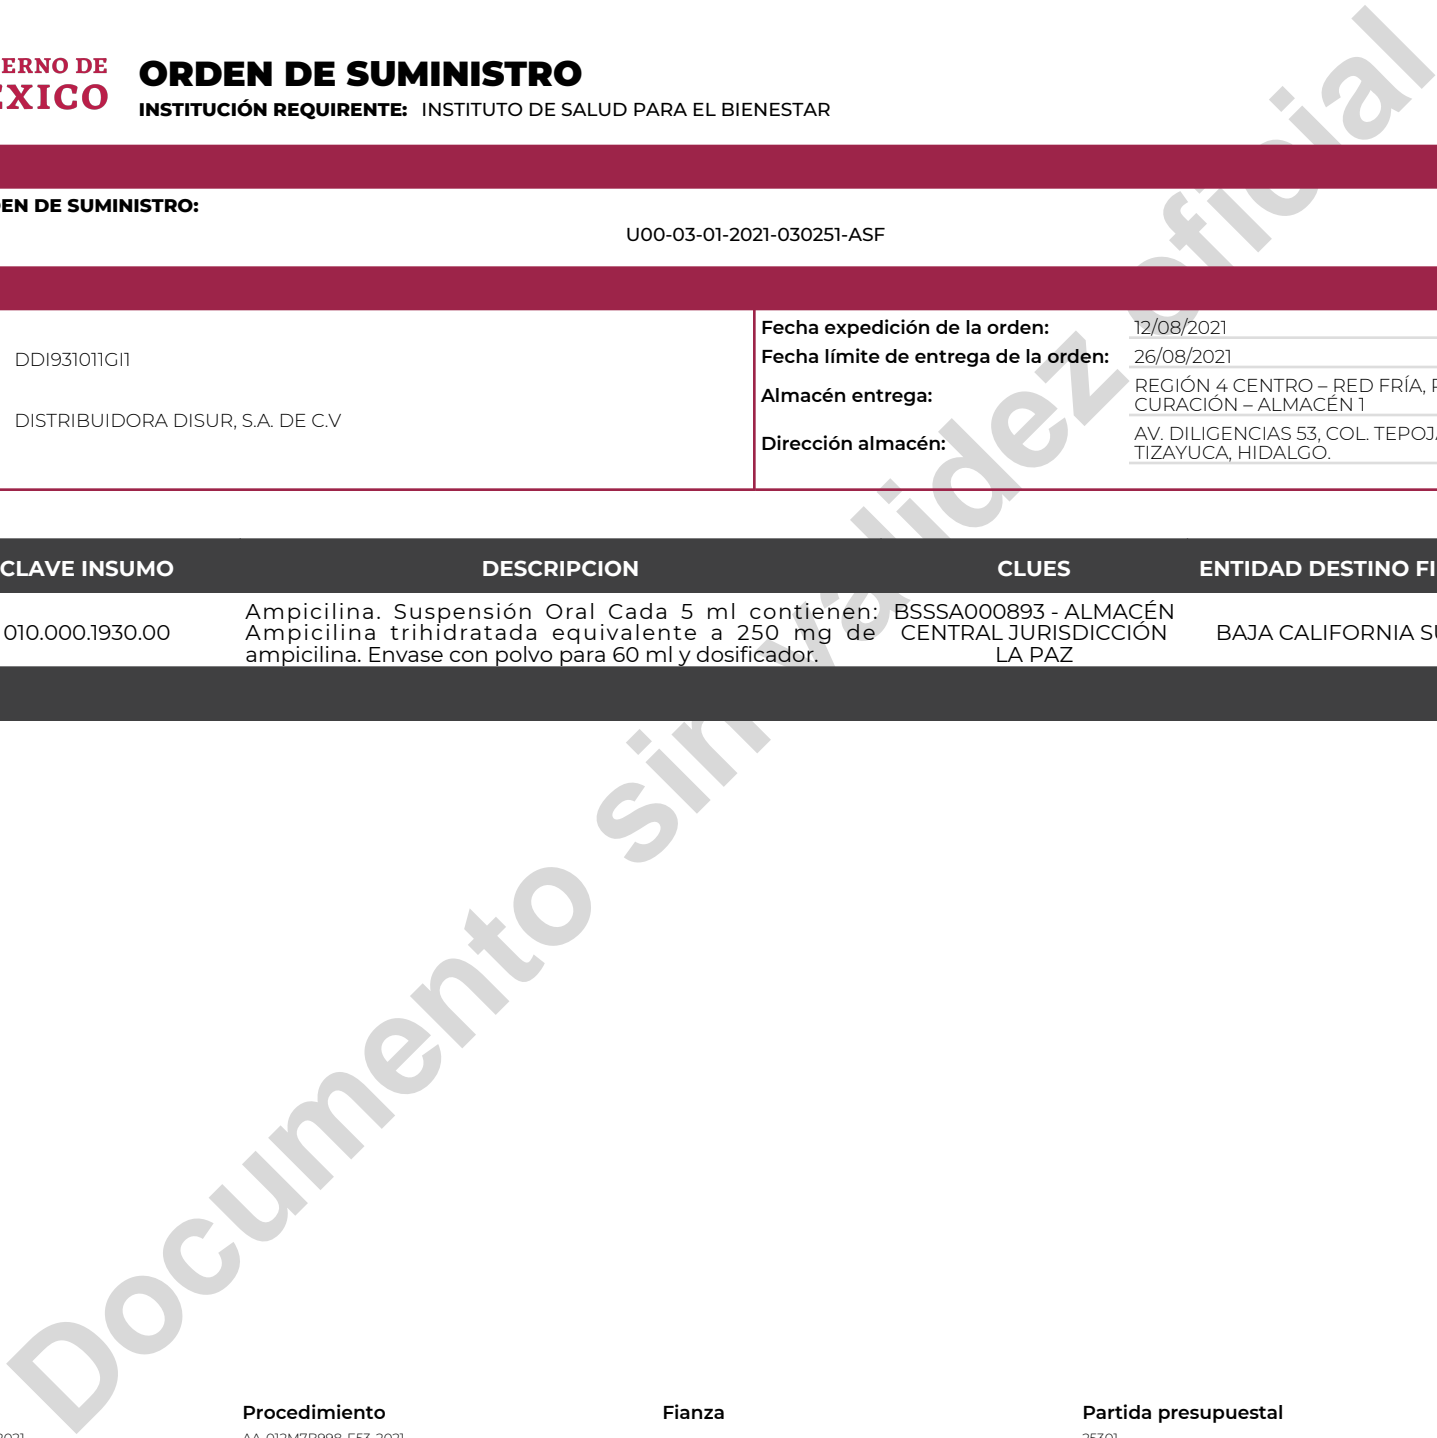 ERNO DE
ORDEN DE SUMINISTRO
INSTITUCIÓN REQUIRENTE: INSTITUTO DE SALUD PARA EL BIENESTAR
EN DE SUMINISTRO:
U00-03-01-2021-030251-ASF
DDI931011GI1
DISTRIBUIDORA DISUR, S.A. DE C.V
Fecha expedición de la orden: 12/08/2021
Fecha límite de entrega de la orden: 26/08/2021
Almacén entrega: REGIÓN 4 CENTRO – RED FRÍA,
CURACIÓN – ALMACÉN 1
Dirección almacén: AV. DILIGENCIAS 53, COL. TEPOJ
TIZAYUCA, HIDALGO.
CLAVE INSUMO DESCRIPCION CLUES ENTIDAD DESTINO FI
010.000.1930.00
Ampicilina. Suspensión Oral Cada 5 ml contienen:
Ampicilina trihidratada equivalente a 250 mg de
ampicilina. Envase con polvo para 60 ml y dosificador.
BSSSA000893 - ALMACÉN
CENTRAL JURISDICCIÓN
LA PAZ
BAJA CALIFORNIA S
Documento sin validez oficial
Procedimiento Fianza Partida presupuestal